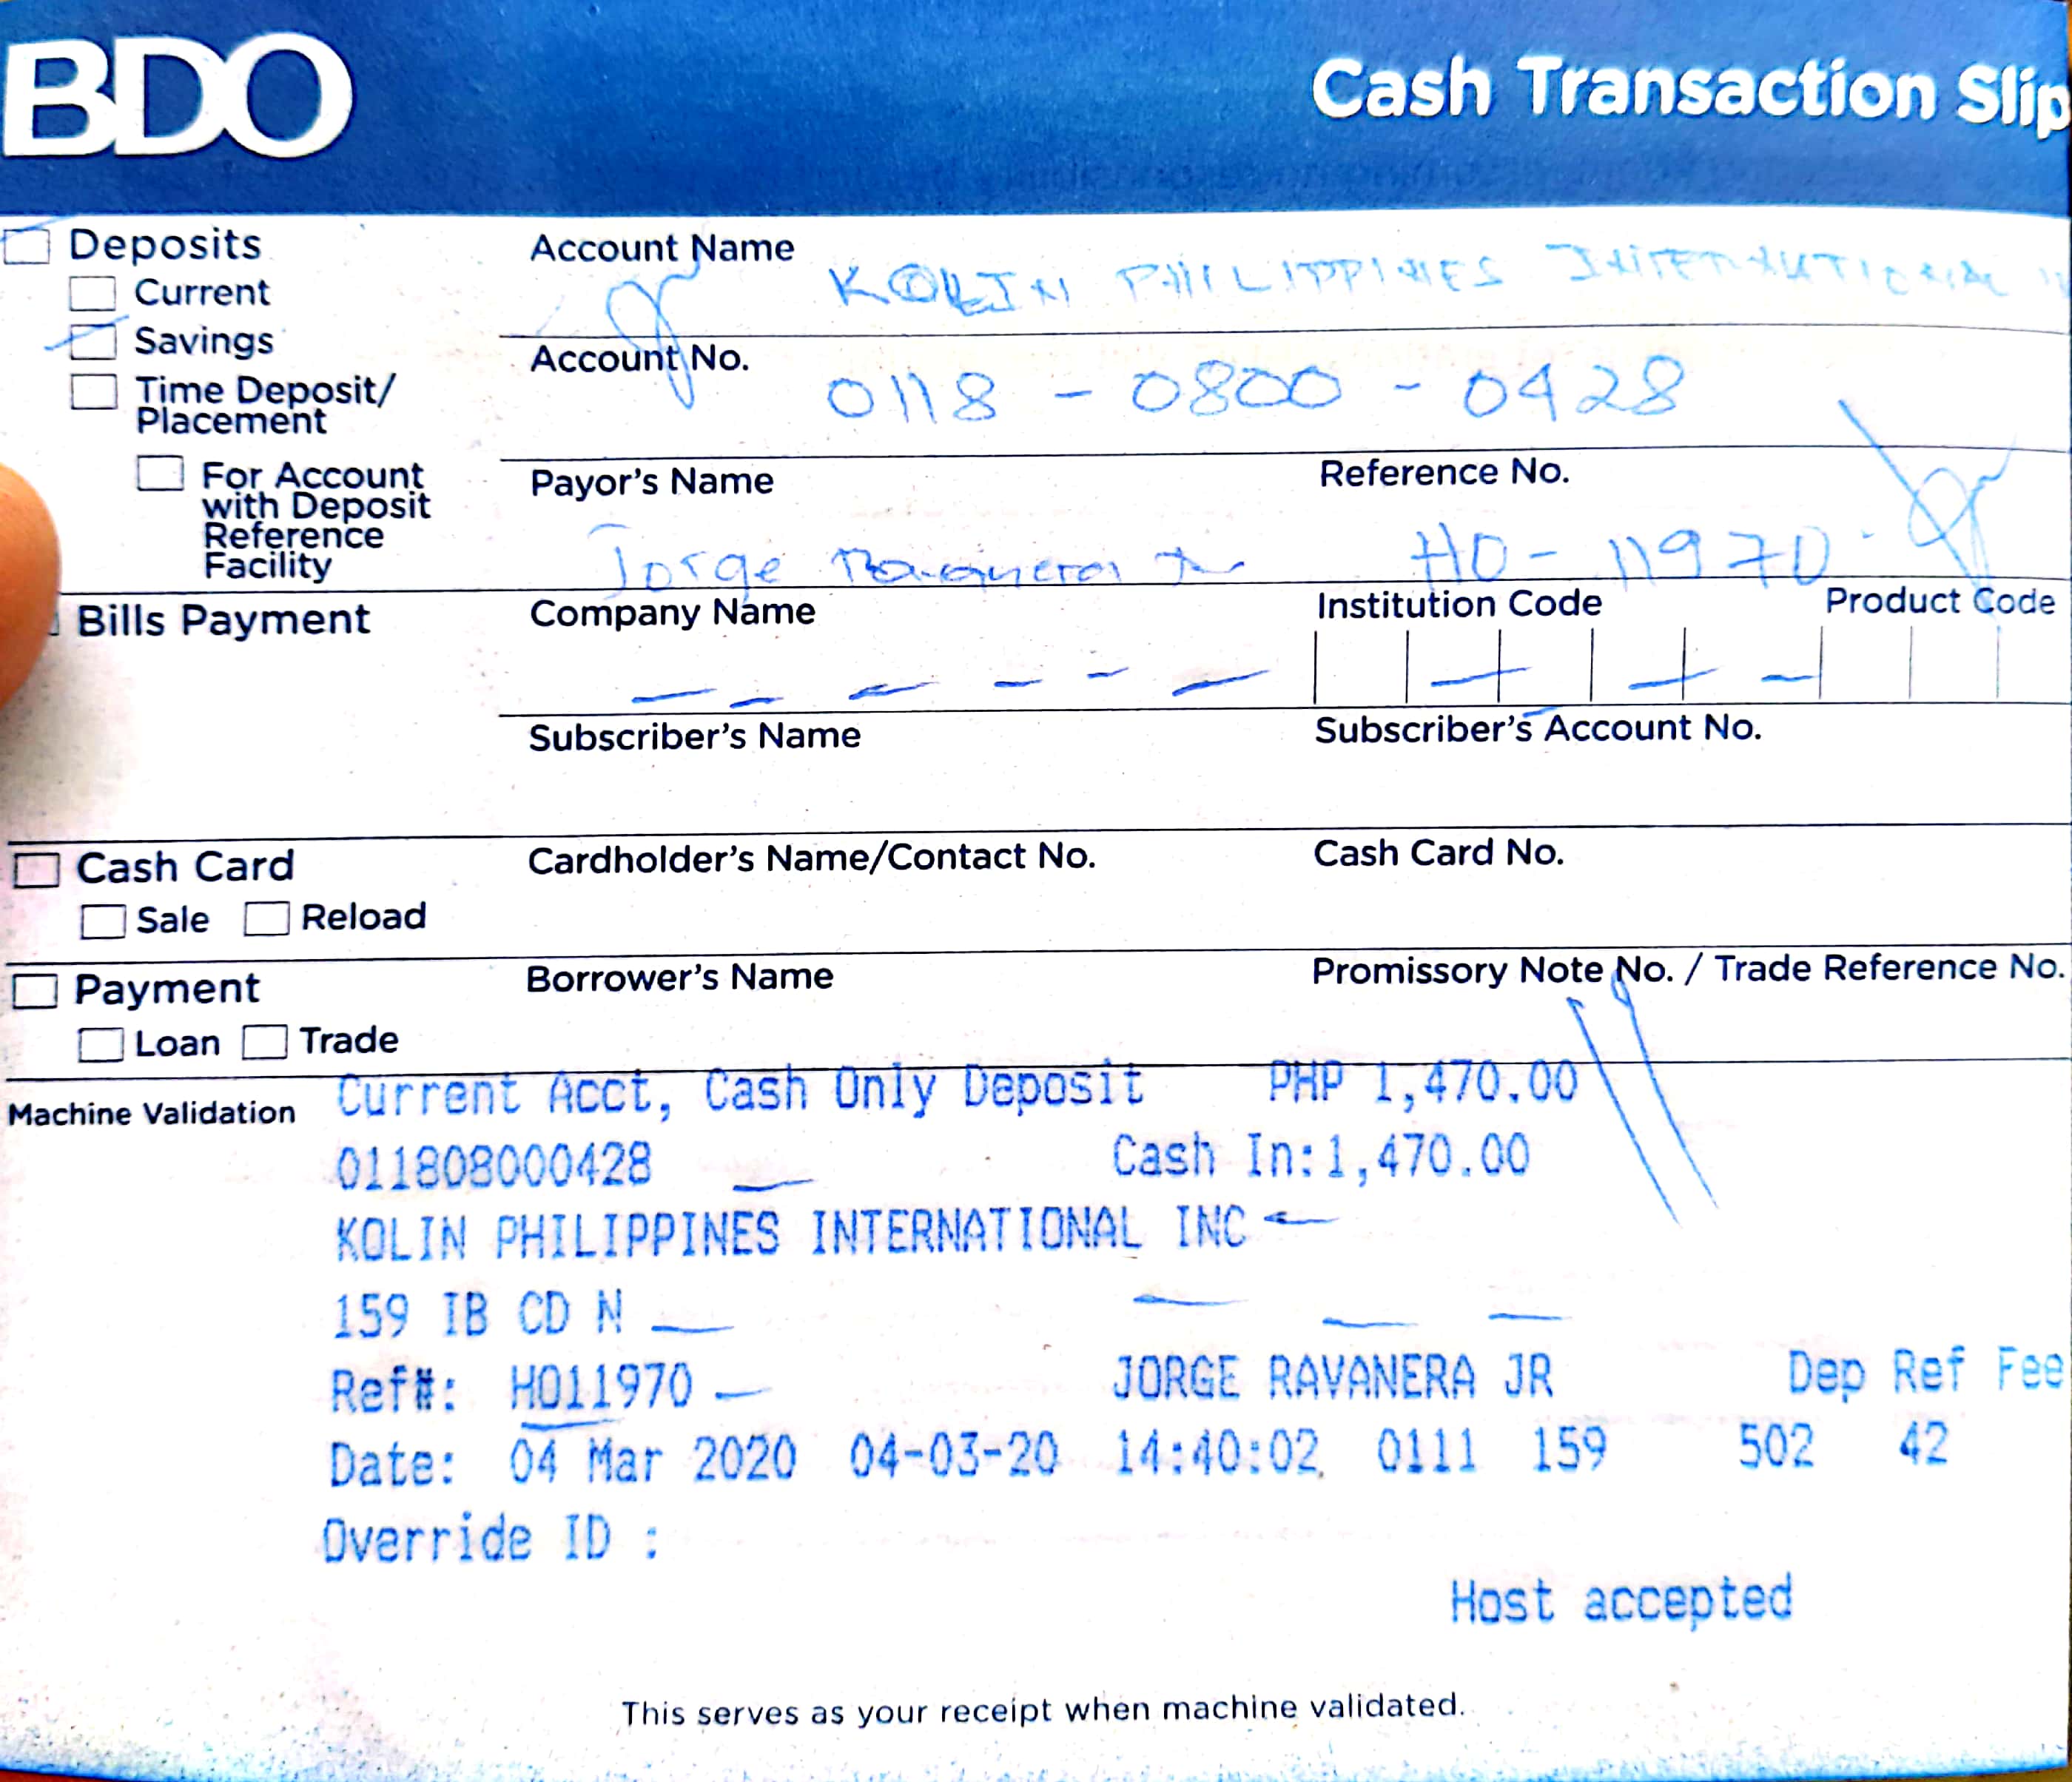 BDO
Cash Transaction Slip
Deposits
Current
Savings
Time Deposit/
Placement
For Account
with Deposit
Reference
Facility
Account Name
KOLIN PHILIPPINES INTERNATIONAL
Account No.
0118 - 0800 - 0428
Payor's Name
Jorge Ravanera Jr
Reference No.
HO - 11970
Bills Payment
Company Name
Institution Code
Product Code
Subscriber's Name
Subscriber's Account No.
Cash Card
Sale Reload
Cardholder's Name/Contact No.
Cash Card No.
Payment
Loan Trade
Borrower's Name
Promissory Note No. / Trade Reference No.
Machine Validation
Current Acct, Cash Only Deposit PHP 1,470.00
011808000428 Cash In:1,470.00
KOLIN PHILIPPINES INTERNATIONAL INC
159 IB CD N
Ref#: HO11970 JORGE RAVANERA JR Dep Ref Fee
Date: 04 Mar 2020 04-03-20 14:40:02 0111 159 502 42
Override ID :
Host accepted
This serves as your receipt when machine validated.